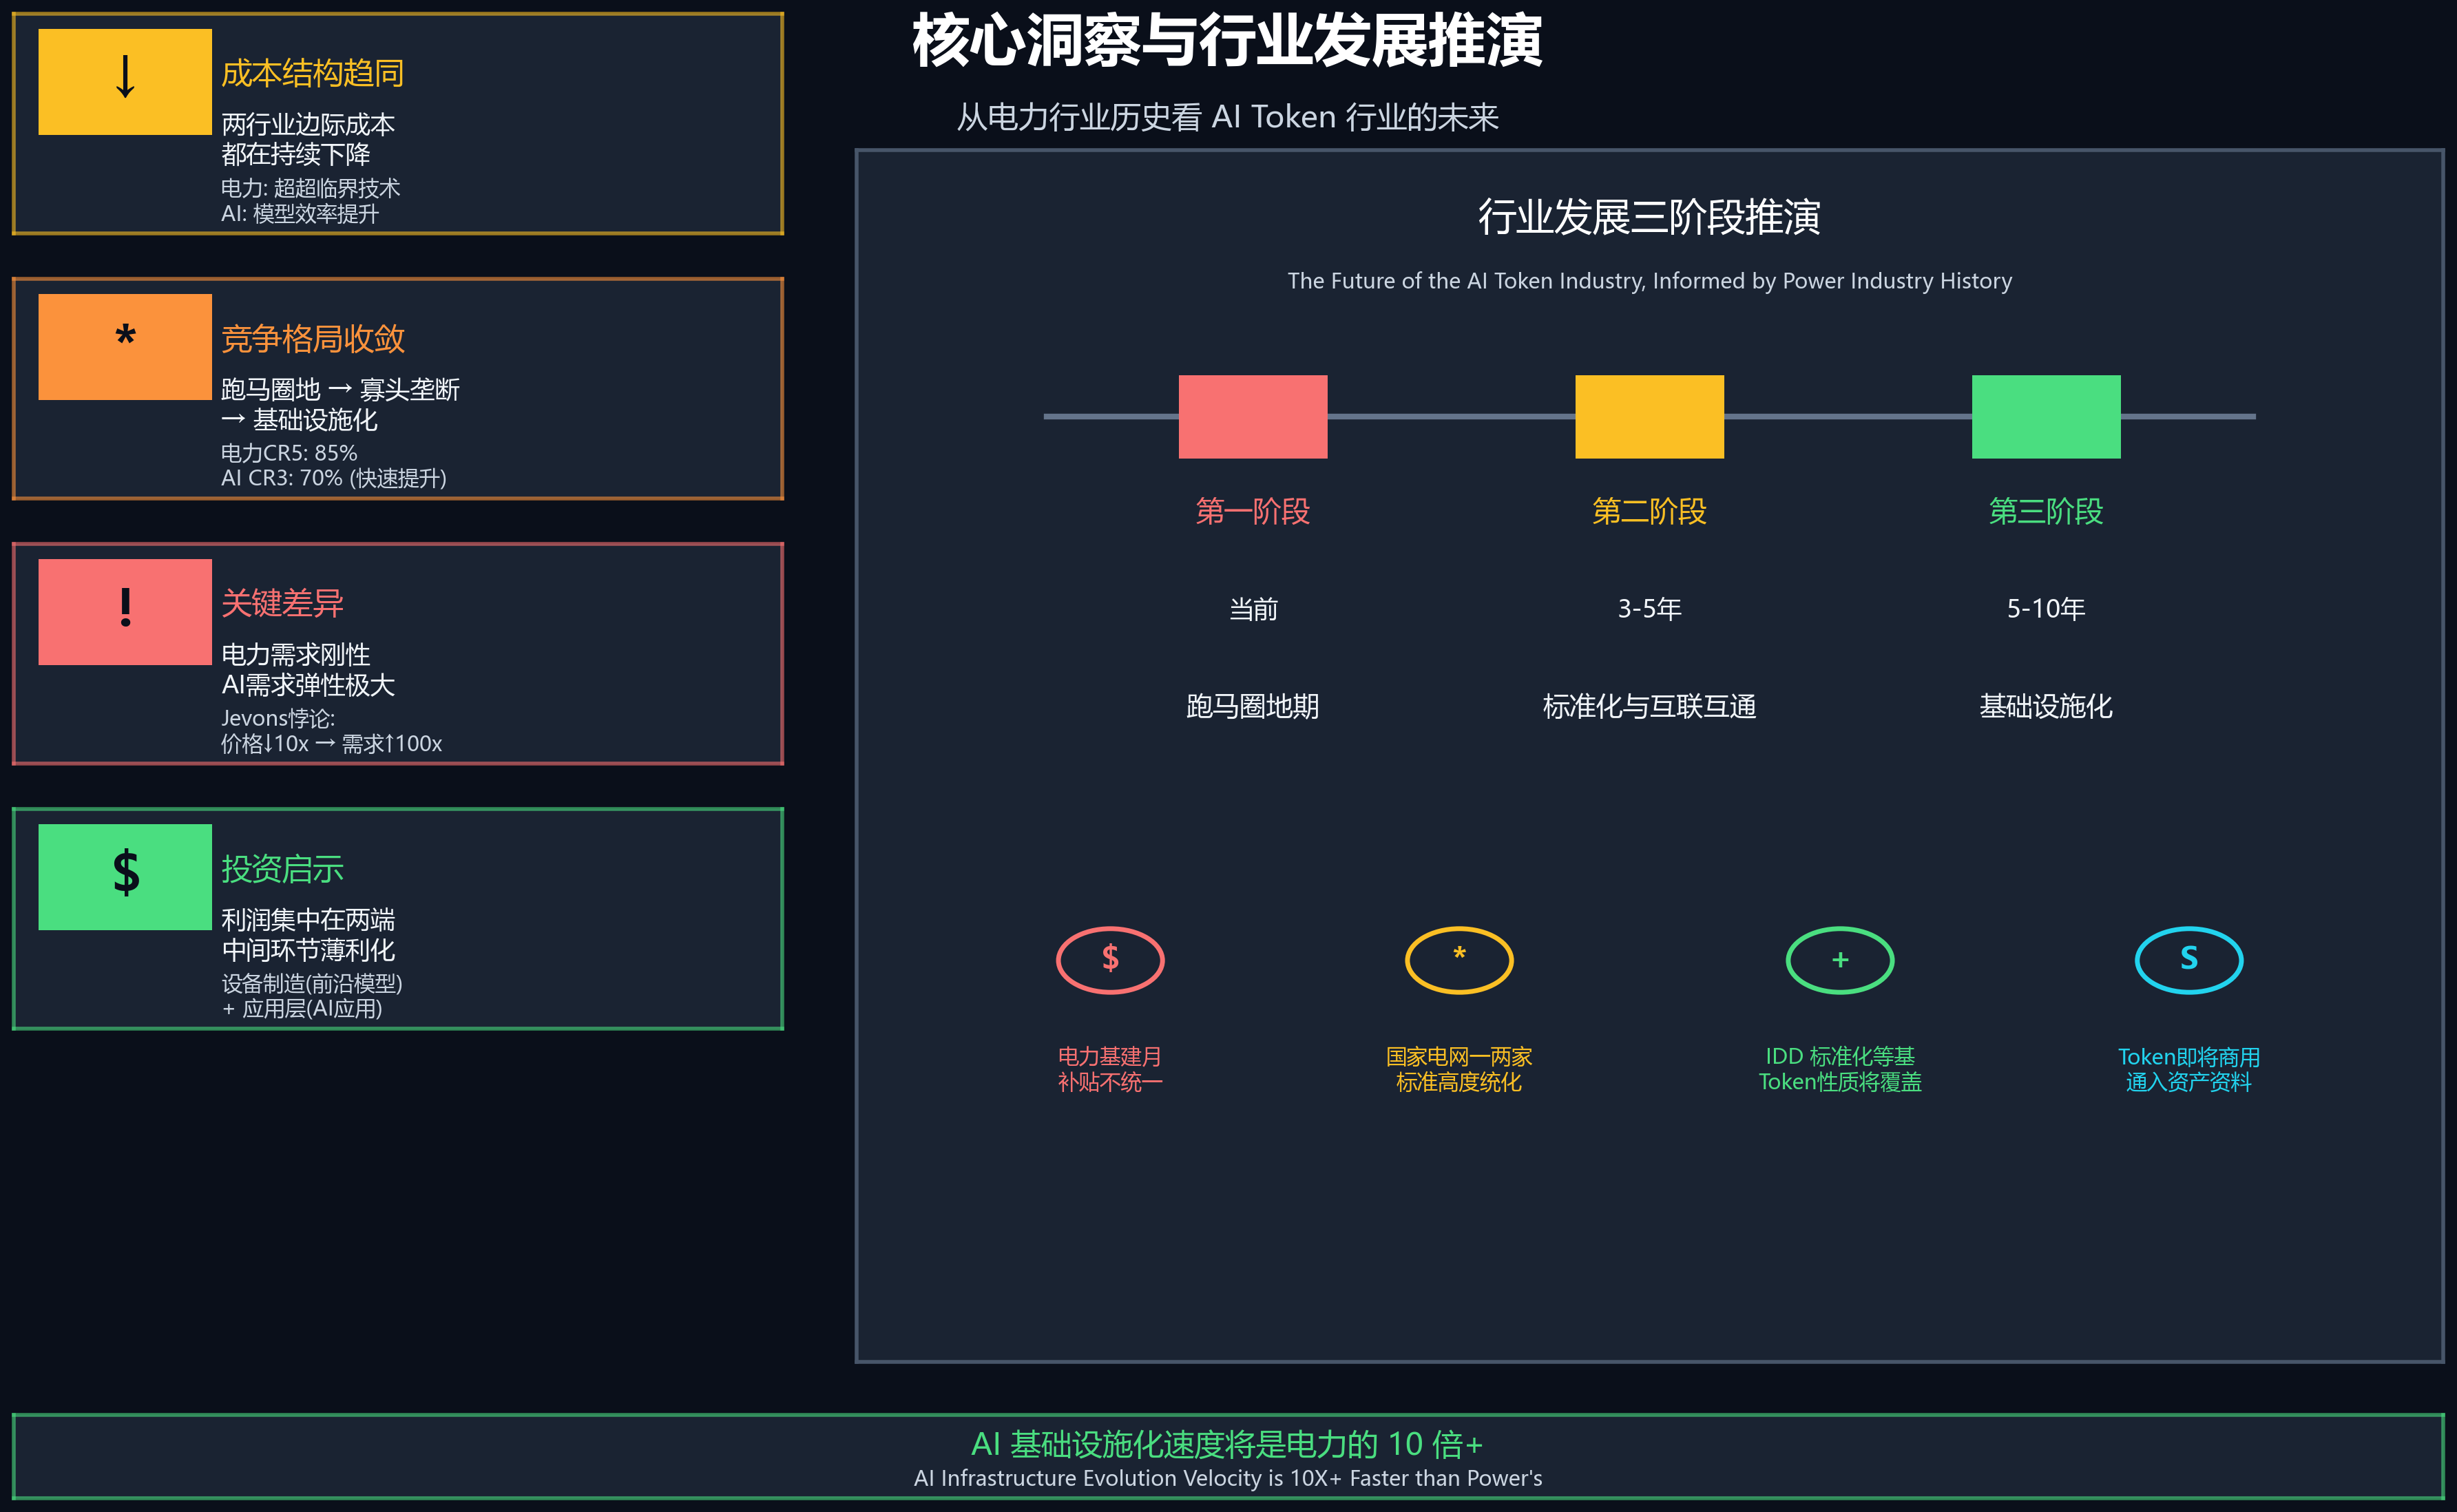 核心洞察与行业发展推演
从电力行业历史看 AI Token 行业的未来
↓
成本结构趋同
两行业边际成本
都在持续下降
电力: 超超临界技术
AI: 模型效率提升
*
竞争格局收敛
跑马圈地 → 寡头垄断
→ 基础设施化
电力CR5: 85%
AI CR3: 70% (快速提升)
!
关键差异
电力需求刚性
AI需求弹性极大
Jevons悖论:
价格↓10x → 需求↑100x
$
投资启示
利润集中在两端
中间环节薄利化
设备制造(前沿模型)
+ 应用层(AI应用)
行业发展三阶段推演
The Future of the AI Token Industry, Informed by Power Industry History
第一阶段
当前
跑马圈地期
第二阶段
3-5年
标准化与互联互通
第三阶段
5-10年
基础设施化
$
电力基建月
补贴不统一
*
国家电网一两家
标准高度统化
+
IDD 标准化等基
Token性质将覆盖
S
Token即将商用
通入资产资料
AI 基础设施化速度将是电力的 10 倍+
AI Infrastructure Evolution Velocity is 10X+ Faster than Power's